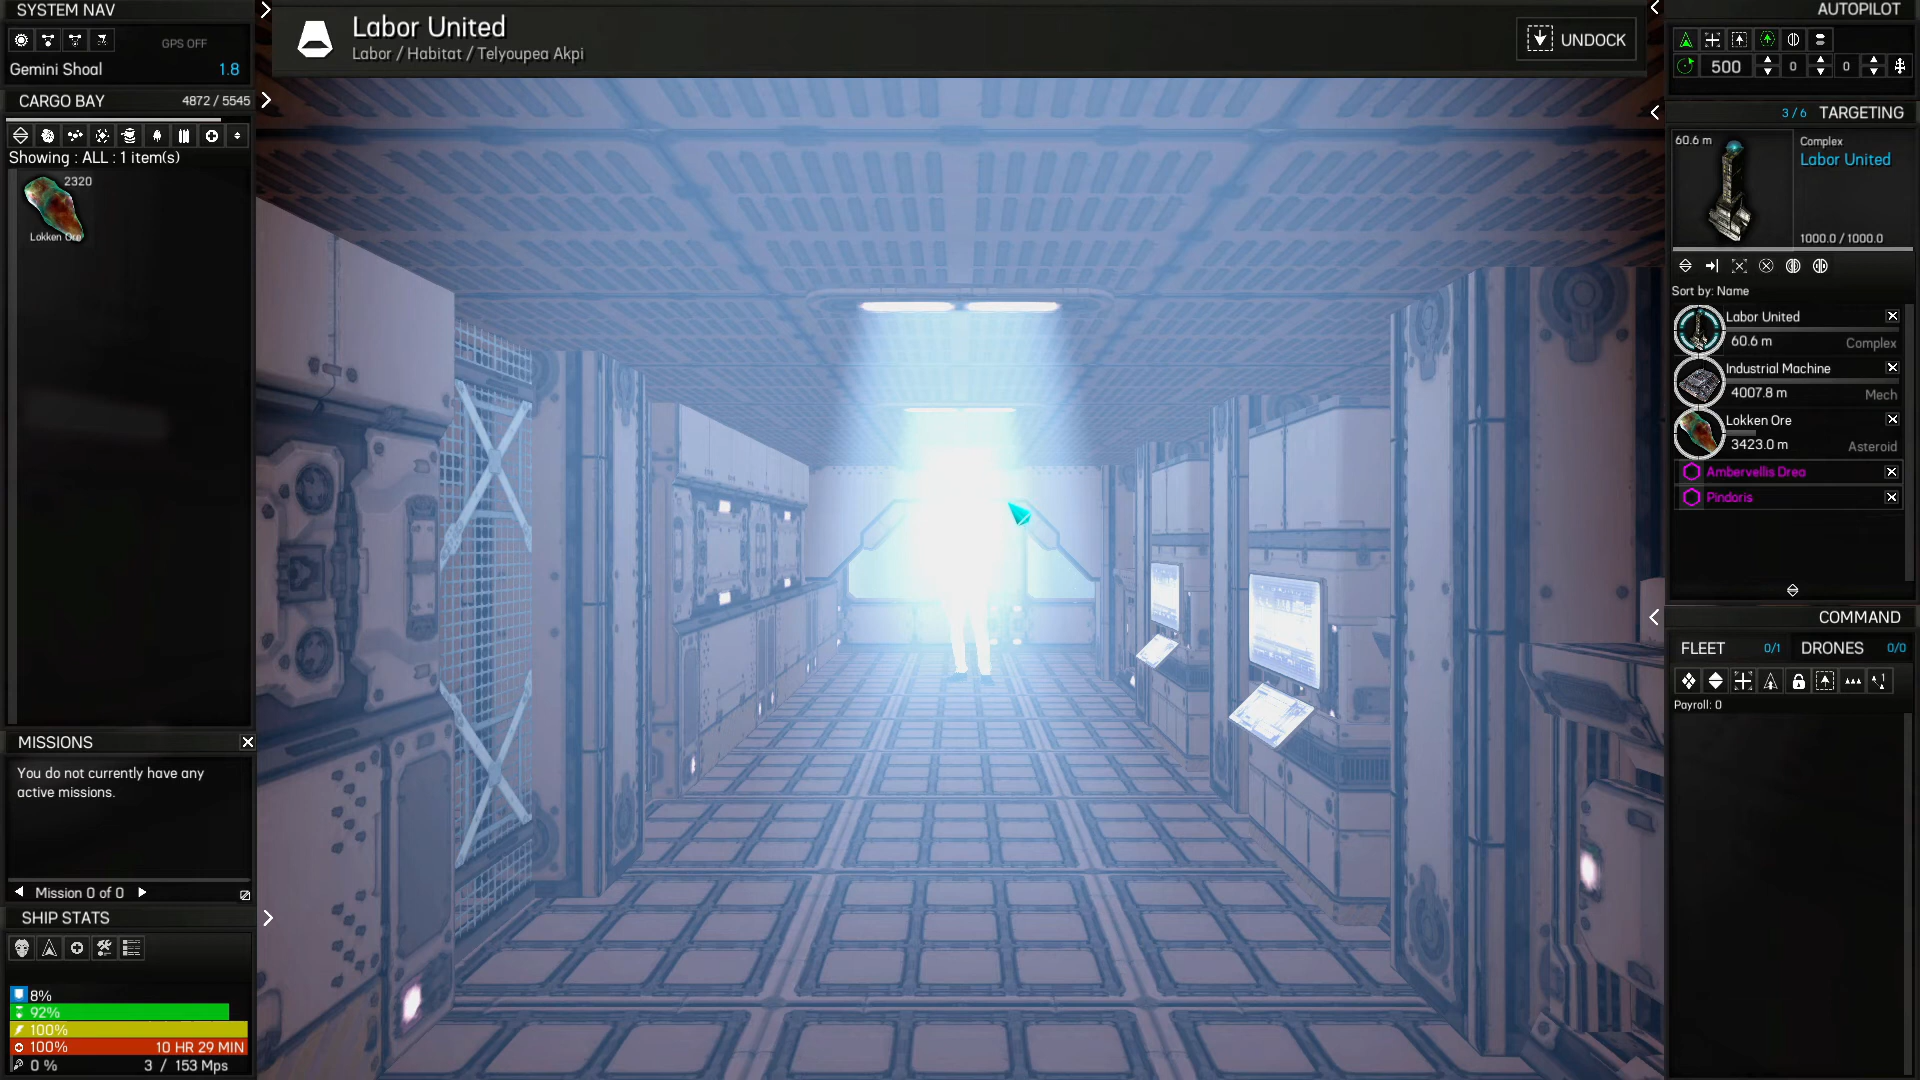 SYSTEM NAV
GPS OFF
Gemini Shoal 1.8
CARGO BAY 4872 / 5545
Showing : ALL : 1 item(s)
2320
Lokken Ore
MISSIONS
You do not currently have any
active missions.
Mission 0 of 0
SHIP STATS
8%
92%
100%
100% 10 HR 29 MIN
0 % 3 / 153 Mps
Labor United
Labor / Habitat / Telyoupea Akpi
UNDOCK
AUTOPILOT
500 0 0
3 / 6 TARGETING
60.6 m
Complex
Labor United
1000.0 / 1000.0
Sort by: Name
Labor United
60.6 m Complex
Industrial Machine
4007.8 m Mech
Lokken Ore
3423.0 m Asteroid
Ambervellis Drea
Pindaris
COMMAND
FLEET 0/1 DRONES 0/0
Payroll: 0